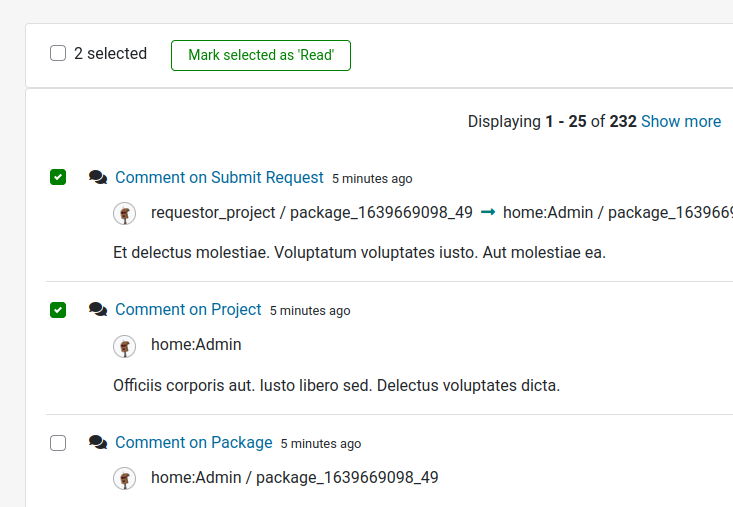 2 selected Mark selected as 'Read'
Displaying 1 - 25 of 232 Show more
Comment on Submit Request 5 minutes ago
requestor_project / package_1639669098_49 → home:Admin / package_163966
Et delectus molestiae. Voluptatum voluptates iusto. Aut molestiae ea.
Comment on Project 5 minutes ago
home:Admin
Officiis corporis aut. Iusto libero sed. Delectus voluptates dicta.
Comment on Package 5 minutes ago
home:Admin / package_1639669098_49